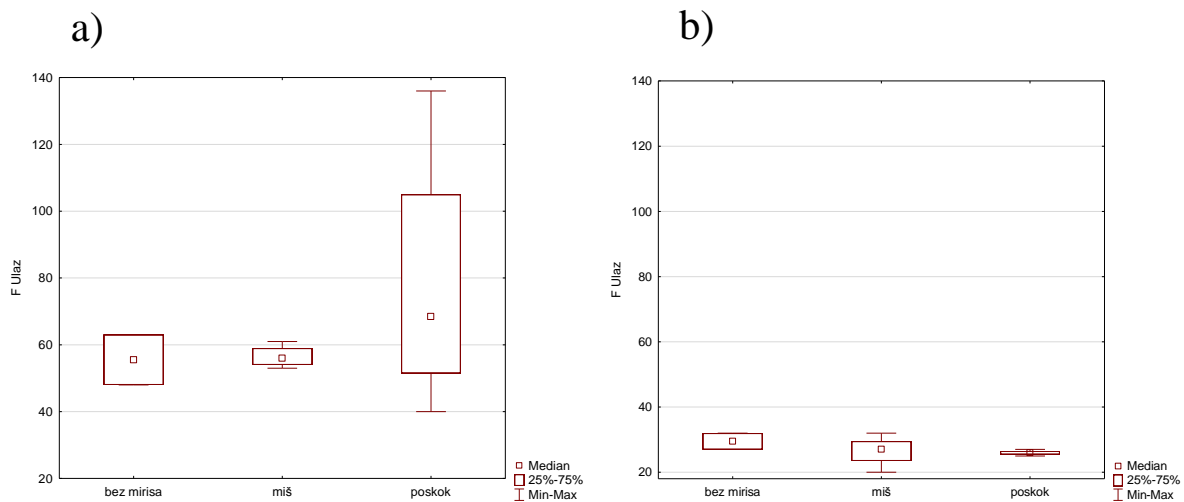 a)
140
120
100
80
60
40
20
F Ulaz
bez mirisa
miš
poskok
Median
25%-75%
Min-Max
b)
140
120
100
80
60
40
20
F Ulaz
bez mirisa
miš
poskok
Median
25%-75%
Min-Max